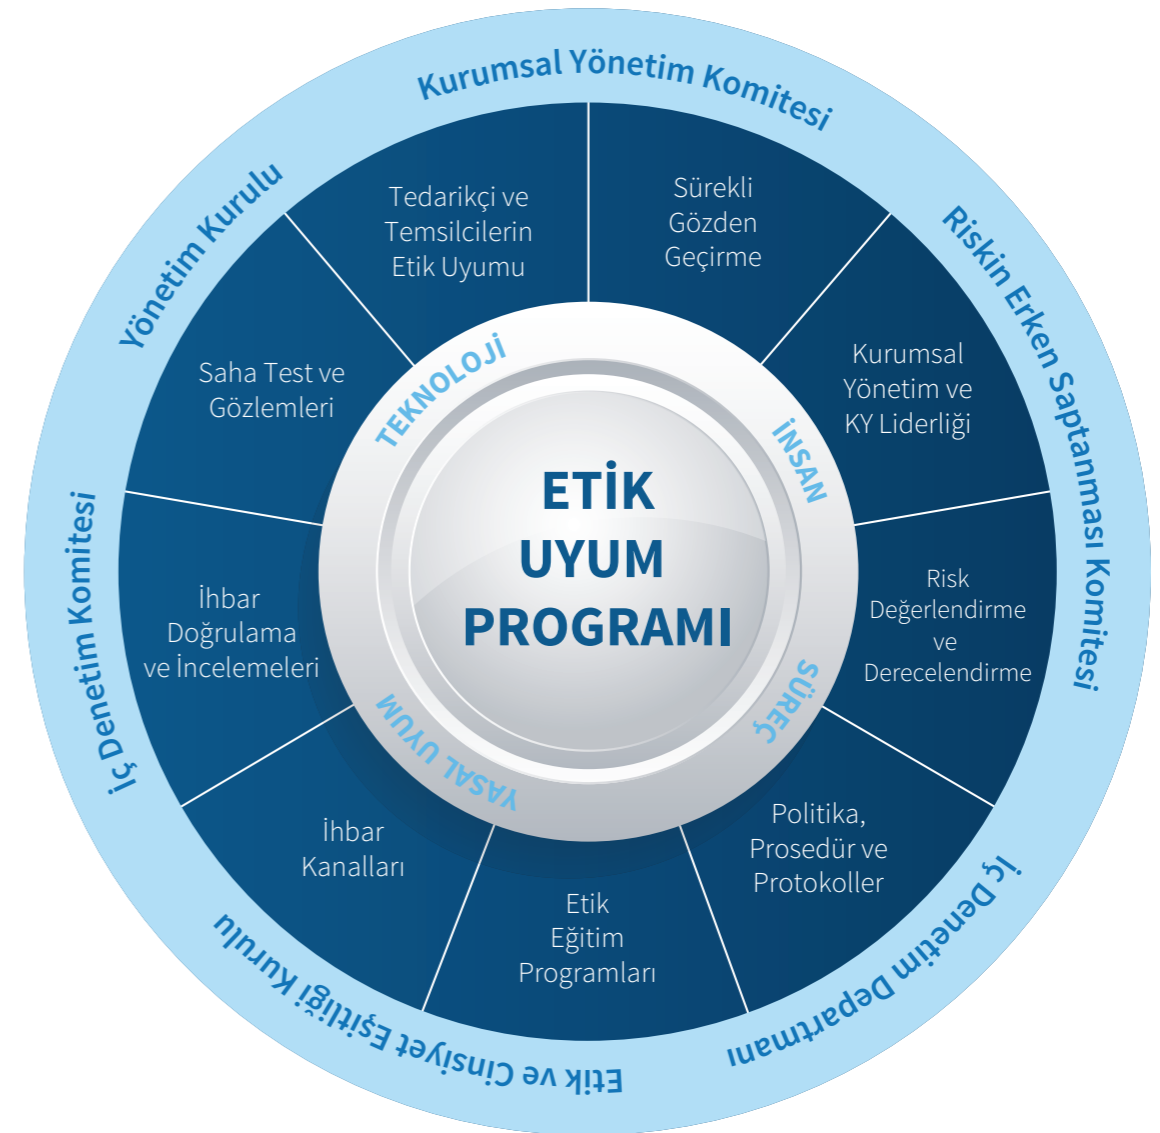 Kurumsal Yönetim Komitesi
Riskin Erken Saptanması Komitesi
İç Denetim Departmanı
Etik ve Cinsiyet Eşitliği Kurulu
İç Denetim Komitesi
Yönetim Kurulu
Sürekli
Gözden
Geçirme
Kurumsal
Yönetim ve
KY Liderliği
Risk
Değerlendirme
ve
Derecelendirme
Politika,
Prosedür ve
Protokoller
Etik
Eğitim
Programları
İhbar
Kanalları
İhbar
Doğrulama
ve İncelemeleri
Saha Test ve
Gözlemleri
Tedarikçi ve
Temsilcilerin
Etik Uyumu
TEKNOLOJİ
İNSAN
SÜREÇ
YASAL UYUM
ETİK
UYUM
PROGRAMI